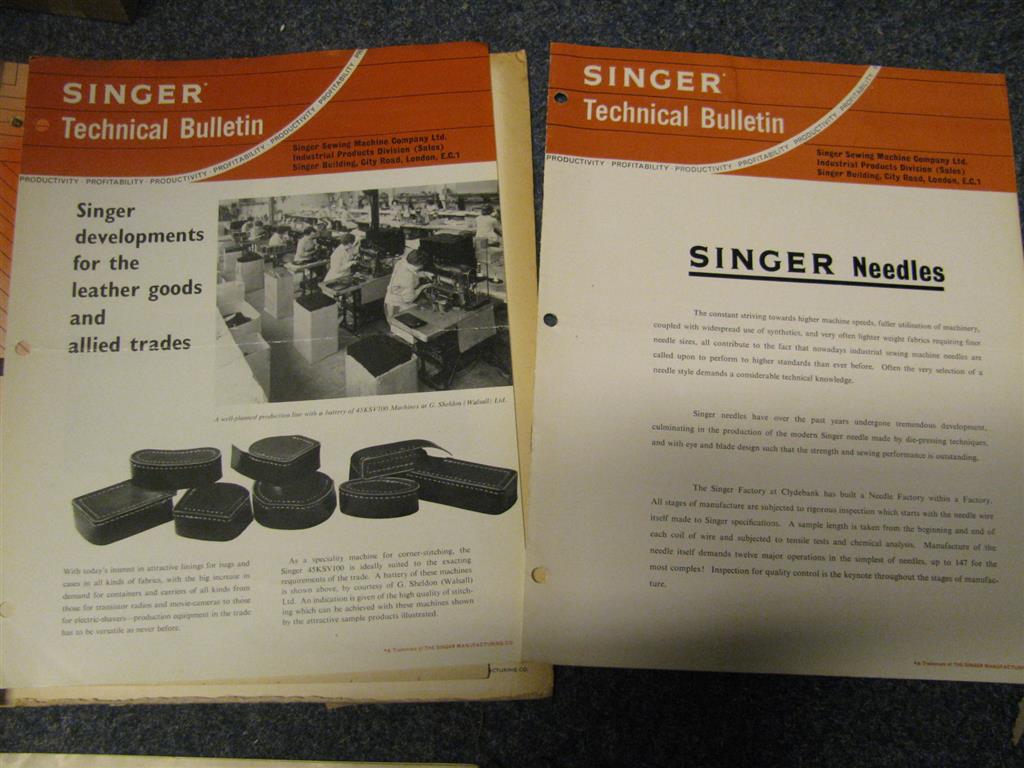 SINGER
Technical Bulletin
PRODUCTIVITY · PROFITABILITY · PRODUCTIVITY · PROFITABILITY · PRODUCTIVITY · PROFITABILITY
Singer Sewing Machine Company Ltd.
Industrial Products Division (Sales)
Singer Building, City Road, London, E.C.1
Singer
developments
for the
leather goods
and
allied trades
A well-planned production line with a battery of 45KSV100 Machines at G. Sheldon (Walsall) Ltd.
With today's interest in attractive linings for bags and
cases in all kinds of fabrics, with the big increase in
demand for containers and carriers of all kinds from
those for transistor radios and movie-cameras to those
for electric-shavers—production equipment in the trade
has to be versatile as never before.
As a speciality machine for corner-stitching, the
Singer 45KSV100 is ideally suited to the exacting
requirements of the trade. A battery of these machines
is shown above, by courtesy of G. Sheldon (Walsall)
Ltd. An indication is given of the high quality of stitch-
ing which can be achieved with these machines shown
by the attractive sample products illustrated.
*A Trademark of THE SINGER MANUFACTURING CO.
CTURING CO.
SINGER
Technical Bulletin
PRODUCTIVITY · PROFITABILITY · PRODUCTIVITY · PROFITABILITY · PRODUCTIVITY · PROFITABILITY
Singer Sewing Machine Company Ltd.
Industrial Products Division (Sales)
Singer Building, City Road, London, E.C.1
SINGER Needles
The constant striving towards higher machine speeds, fuller utilisation of machinery,
coupled with widespread use of synthetics, and very often lighter weight fabrics requiring finer
needle sizes, all contribute to the fact that nowadays industrial sewing machine needles are
called upon to perform to higher standards than ever before. Often the very selection of a
needle style demands a considerable technical knowledge.
Singer needles have over the past years undergone tremendous development,
culminating in the production of the modern Singer needle made by die-pressing techniques,
and with eye and blade design such that the strength and sewing performance is outstanding.
The Singer Factory at Clydebank has built a Needle Factory within a Factory.
All stages of manufacture are subjected to rigorous inspection which starts with the needle wire
itself made to Singer specifications. A sample length is taken from the beginning and end of
each coil of wire and subjected to tensile tests and chemical analysis. Manufacture of the
needle itself demands twelve major operations in the simplest of needles, up to 147 for the
most complex! Inspection for quality control is the keynote throughout the stages of manufac-
ture.
*A Trademark of THE SINGER MANUFACTURING